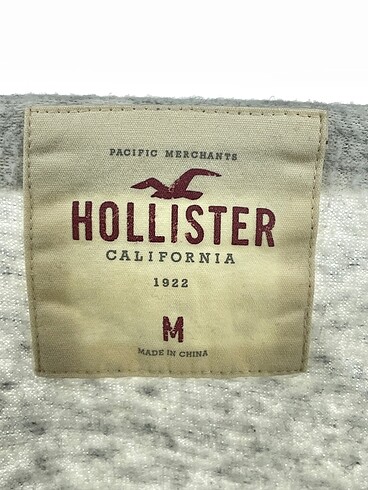 PACIFIC MERCHANTS
HOLLISTER
CALIFORNIA
1922
M
MADE IN CHINA